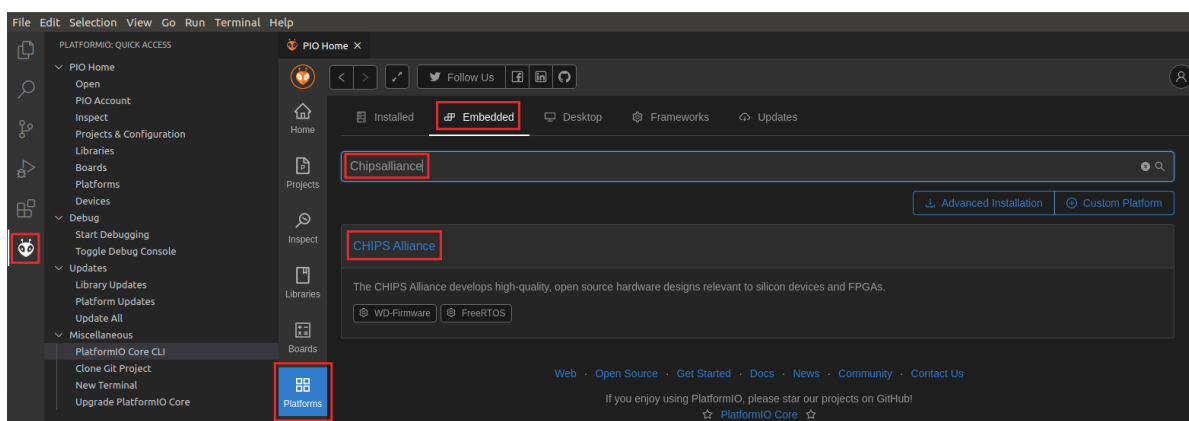 File Edit Selection View Go Run Terminal Help
PLATFORMIO: QUICK ACCESS
PIO Home
Open
PIO Account
Inspect
Projects & Configuration
Libraries
Boards
Platforms
Devices
Debug
Start Debugging
Toggle Debug Console
Updates
Library Updates
Platform Updates
Update All
Miscellaneous
PlatformIO Core CLI
Clone Git Project
New Terminal
Upgrade PlatformIO Core
PIO Home
Home
Projects
Inspect
Libraries
Boards
Platforms
Follow Us
Installed Embedded Desktop Frameworks Updates
Chipsalliance
Advanced Installation Custom Platform
CHIPS Alliance
The CHIPS Alliance develops high-quality, open source hardware designs relevant to silicon devices and FPGAs.
WD-Firmware FreeRTOS
Web · Open Source · Get Started · Docs · News · Community · Contact Us
If you enjoy using PlatformIO, please star our projects on GitHub!
PlatformIO Core